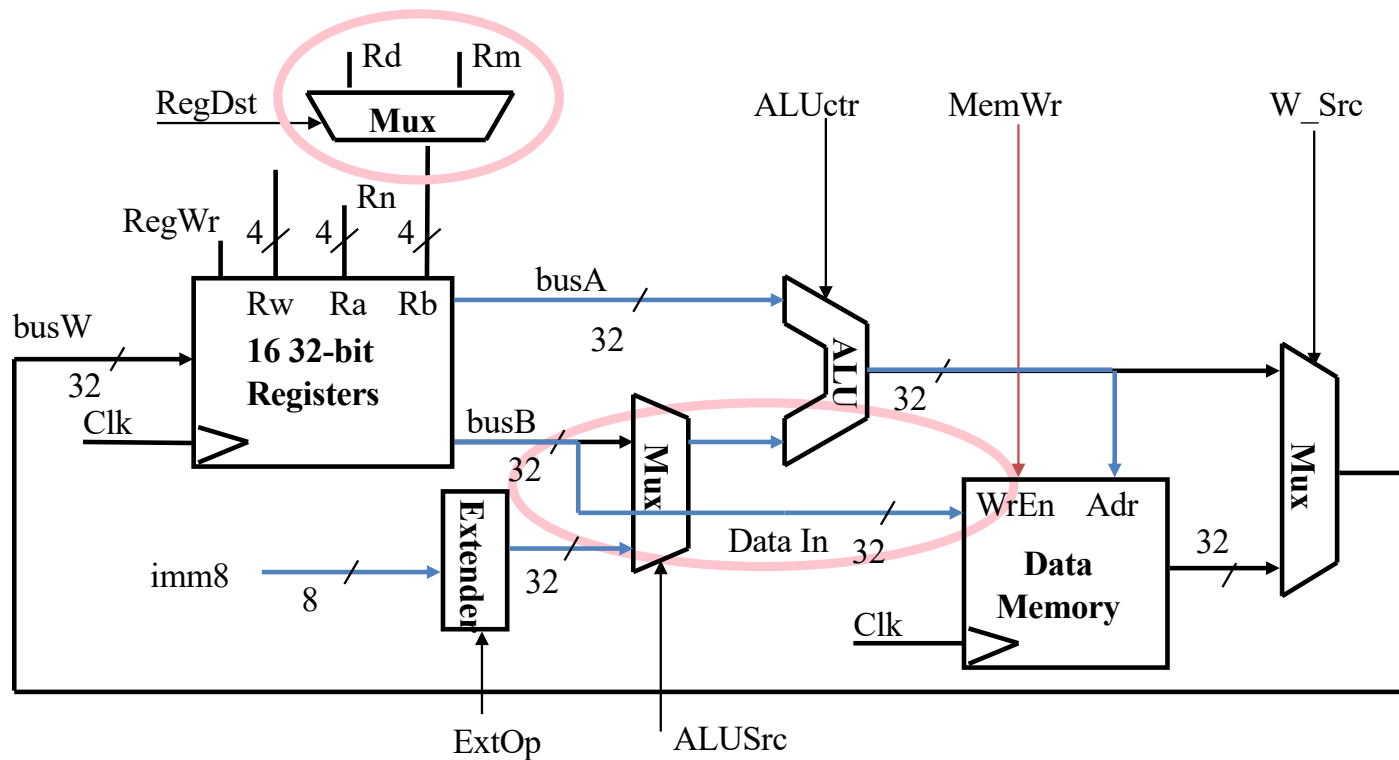 Rd Rm
RegDst
Mux
ALUctr
MemWr
W_Src
Rn
RegWr
4
4
4
Rw Ra Rb
busA
32
busW
32
16 32-bit
Registers
Clk
busB
32
Mux
ALU
32
WrEn Adr
Data In
32
Data
Memory
Clk
32
Mux
imm8
8
Extender
32
ExtOp
ALUSrc